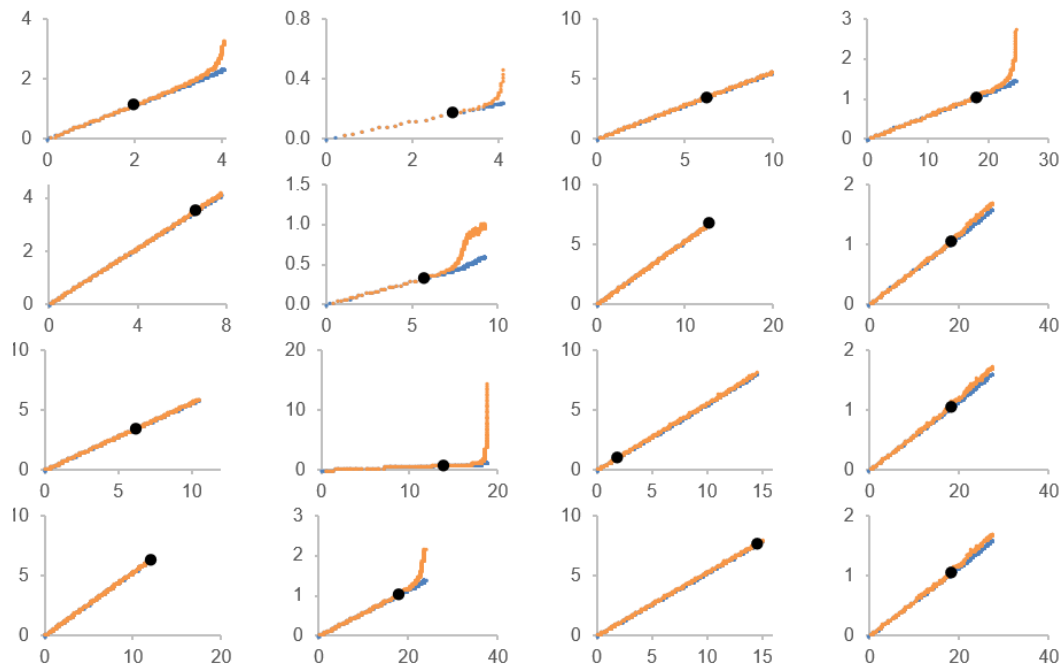 4 0.8 10 3
2 0.4 5 2
1
0 0.0 0 0
0 2 4 0 2 4 0 5 10 0 10 20 30
4 1.5 10 2
2 1.0 5 1
0.5
0 0.0 0 0
0 4 8 0 5 10 0 10 20 0 20 40
10 20 10 2
5 10 5 1
0 0 0 0
0 5 10 0 10 20 0 5 10 15 0 20 40
10 3 10 2
5 2 5 1
1
0 0 0 0
0 10 20 0 20 40 0 5 10 15 0 20 40